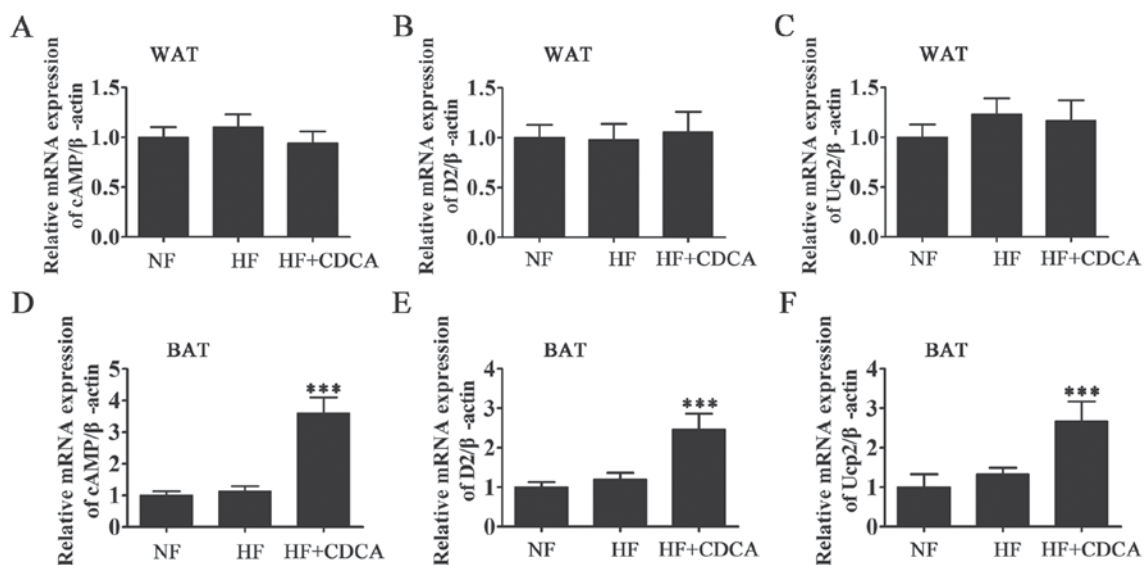 A
WAT
Relative mRNA expression
of cAMP/β -actin
1.5
1.0
0.5
0.0
NF HF HF+CDCA
B
WAT
Relative mRNA expression
of D2/β -actin
1.5
1.0
0.5
0.0
NF HF HF+CDCA
C
WAT
Relative mRNA expression
of Ucp2/β -actin
1.5
1.0
0.5
0.0
NF HF HF+CDCA
D
BAT
Relative mRNA expression
of cAMP/β -actin
5
4
3
2
1
0
***
NF HF HF+CDCA
E
BAT
Relative mRNA expression
of D2/β -actin
4
3
2
1
0
***
NF HF HF+CDCA
F
BAT
Relative mRNA expression
of Ucp2/β -actin
4
3
2
1
0
***
NF HF HF+CDCA